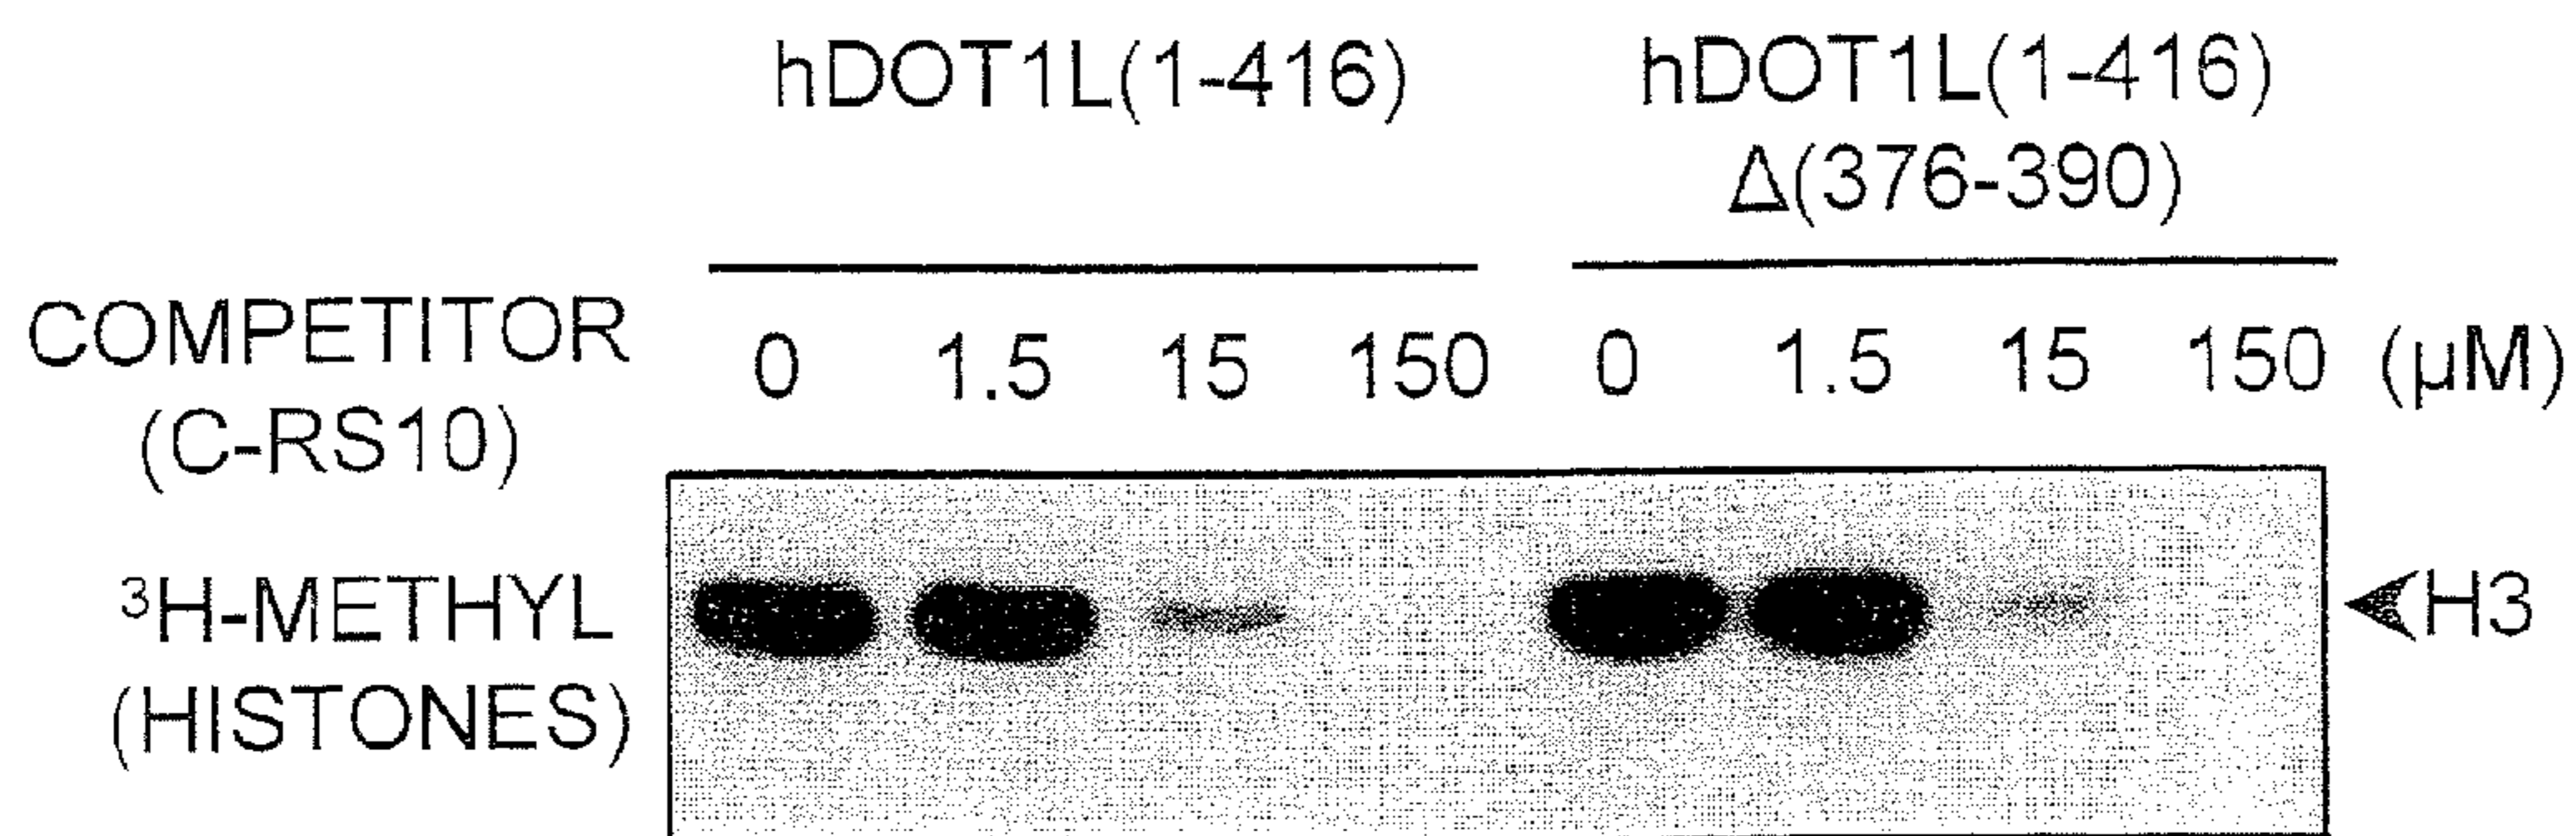 hDOT1L(1-416) hDOT1L(1-416)
Δ(376-390)
COMPETITOR 0 1.5 15 150 0 1.5 15 150 (µM)
(C-RS10)
³H-METHYL H3
(HISTONES)